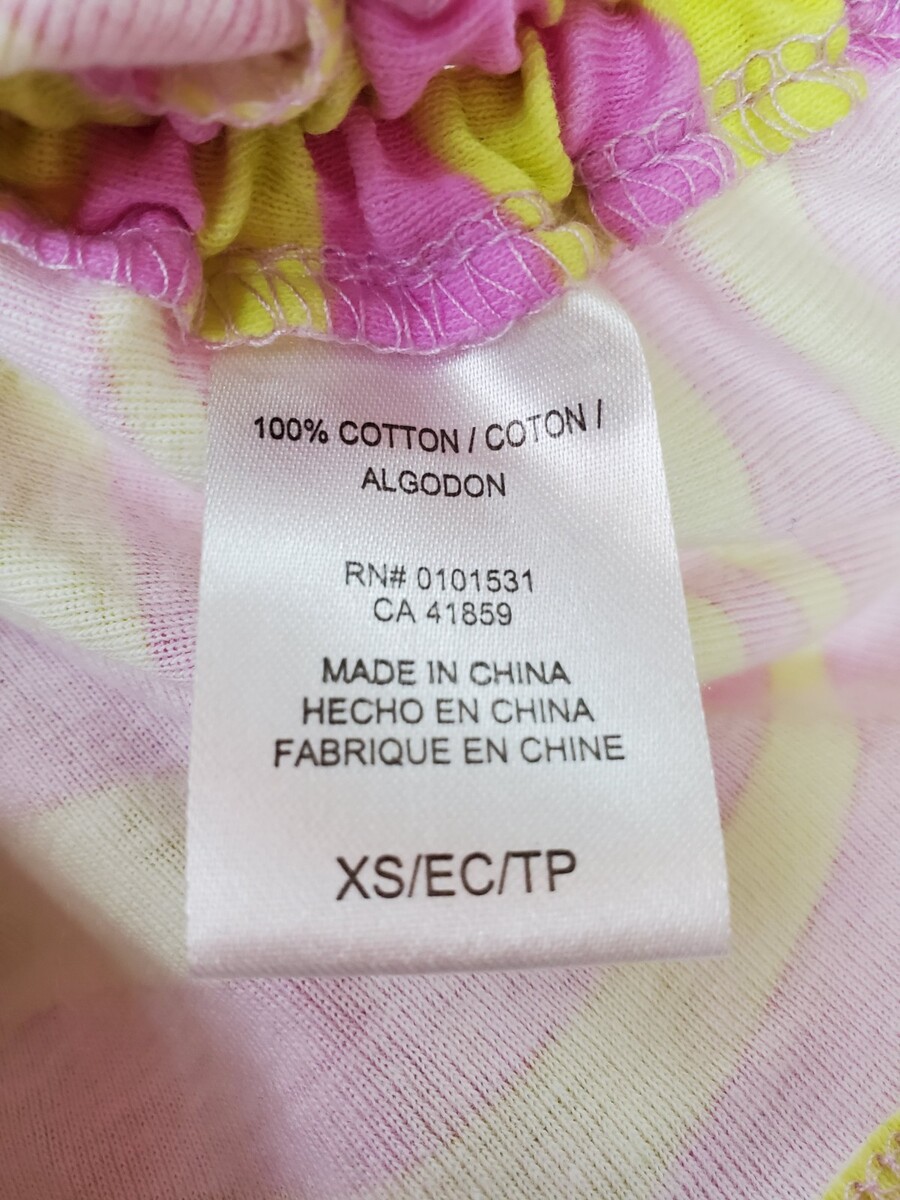 100% COTTON / COTON /
ALGODON
RN# 0101531
CA 41859
MADE IN CHINA
HECHO EN CHINA
FABRIQUE EN CHINE
XS/EC/TP